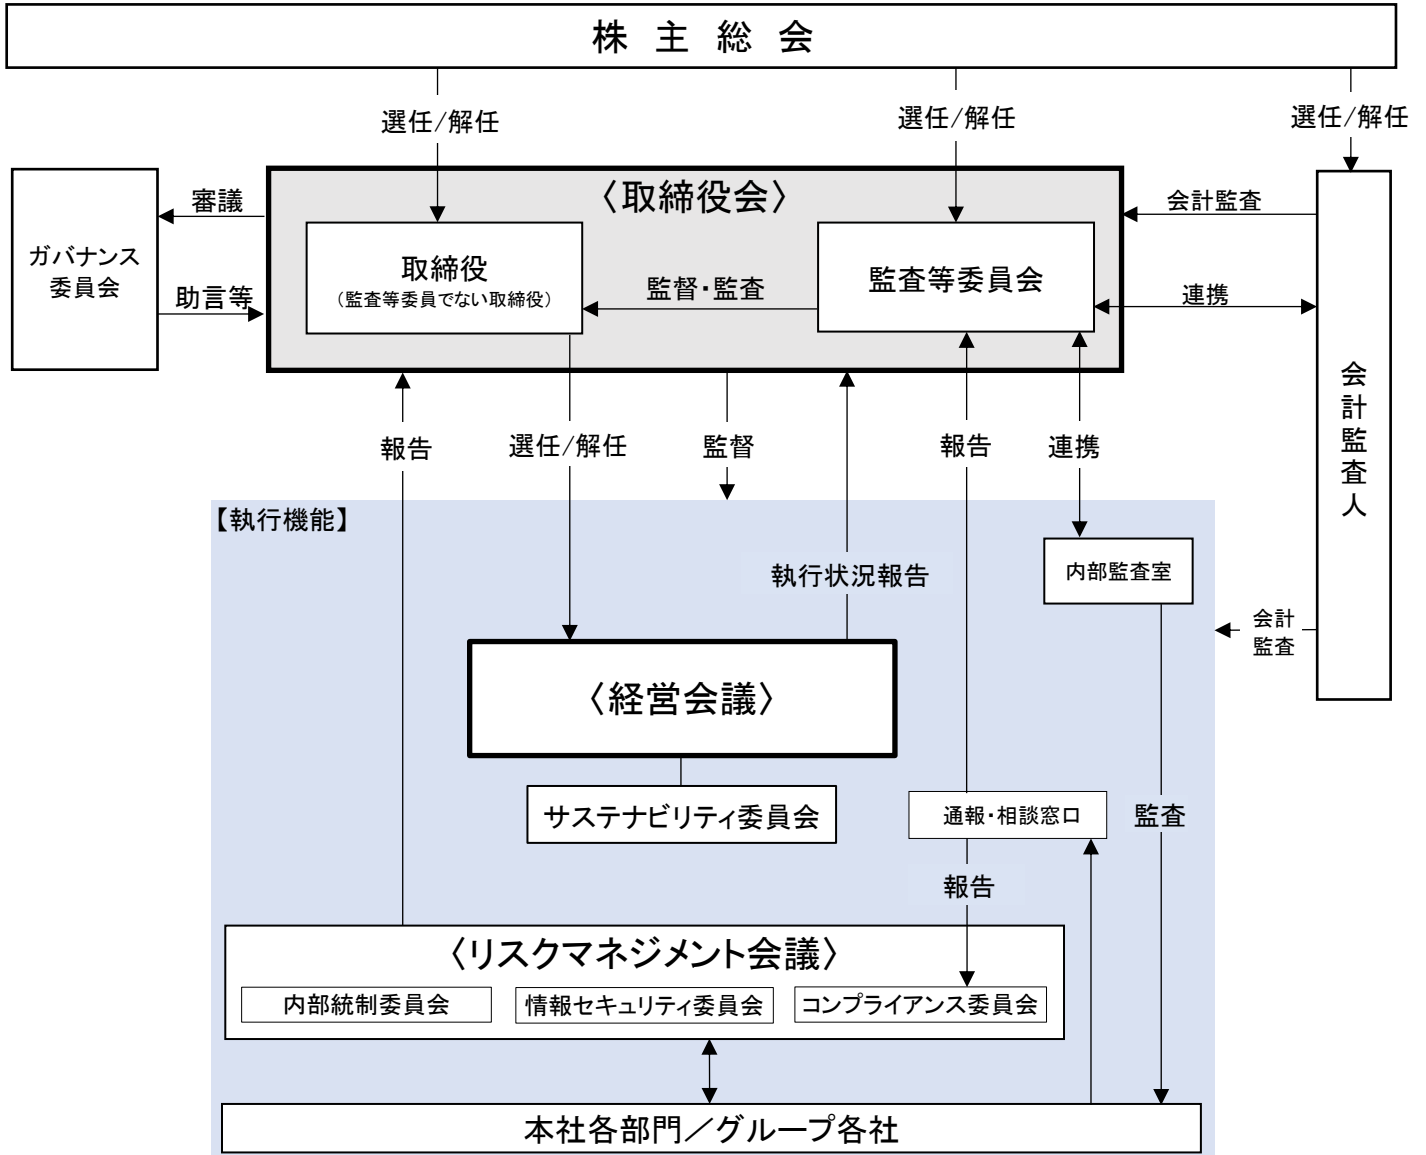 株主総会
選任/解任
選任/解任
選任/解任
〈取締役会〉
ガバナンス
委員会
審議
助言等
取締役
（監査等委員でない取締役）
監督・監査
監査等委員会
会計監査
連携
会計監査人
報告
選任/解任
監督
報告
連携
【執行機能】
執行状況報告
内部監査室
会計
監査
〈経営会議〉
サステナビリティ委員会
通報・相談窓口
監査
報告
〈リスクマネジメント会議〉
内部統制委員会
情報セキュリティ委員会
コンプライアンス委員会
本社各部門／グループ各社